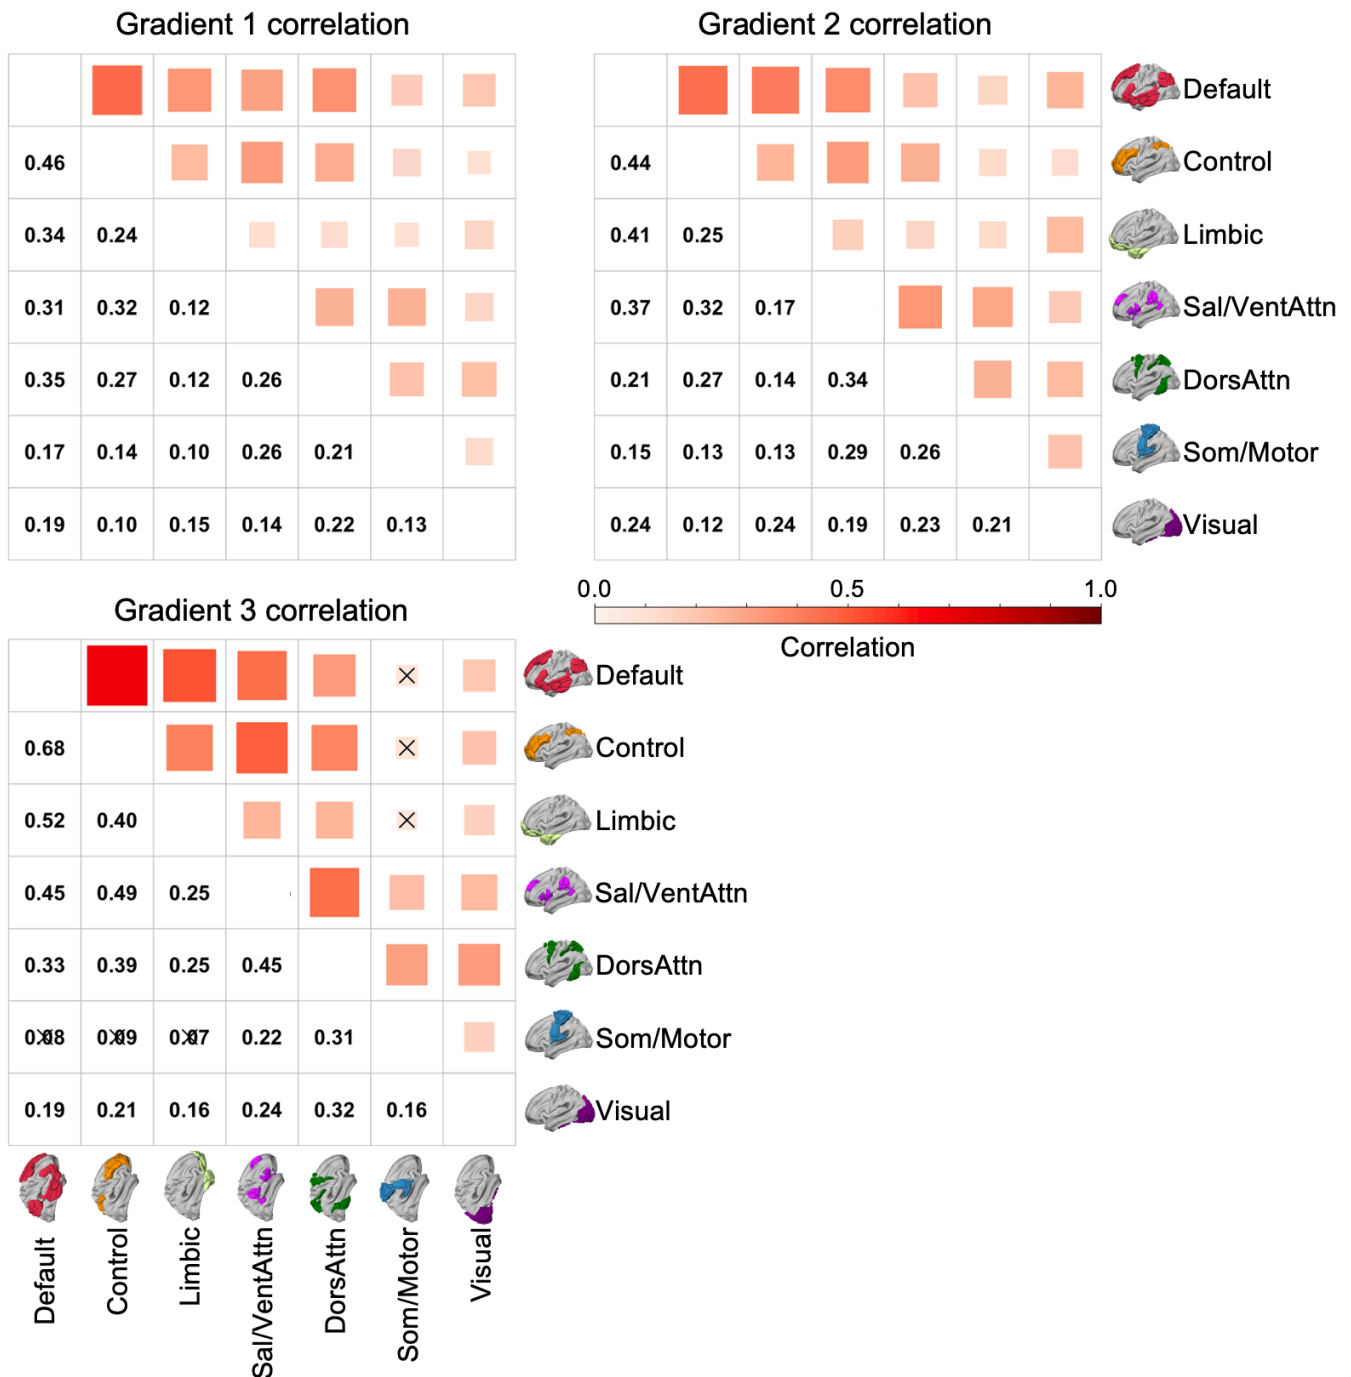 Gradient 1 correlation
Gradient 2 correlation
Default
0.46
0.44
Control
0.34 0.24
0.41 0.25
Limbic
0.31 0.32 0.12
0.37 0.32 0.17
Sal/VentAttn
0.35 0.27 0.12 0.26
0.21 0.27 0.14 0.34
DorsAttn
0.17 0.14 0.10 0.26 0.21
0.15 0.13 0.13 0.29 0.26
Som/Motor
0.19 0.10 0.15 0.14 0.22 0.13
0.24 0.12 0.24 0.19 0.23 0.21
Visual
0.0 0.5 1.0
Correlation
Gradient 3 correlation
Default
0.68
Control
0.52 0.40
Limbic
0.45 0.49 0.25
Sal/VentAttn
0.33 0.39 0.25 0.45
DorsAttn
0.08 0.09 0.07 0.22 0.31
Som/Motor
0.19 0.21 0.16 0.24 0.32 0.16
Visual
Default
Control
Limbic
Sal/VentAttn
DorsAttn
Som/Motor
Visual